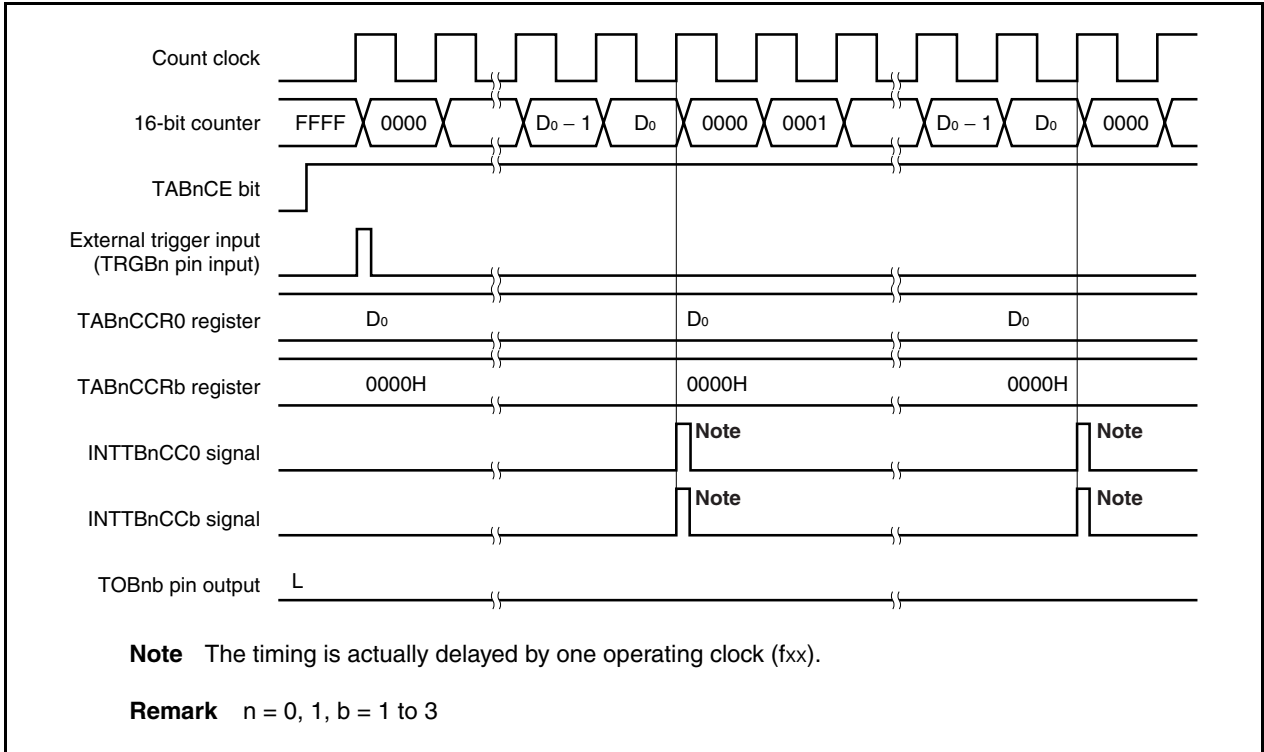 Count clock
16-bit counter FFFF 0000 D₀ − 1 D₀ 0000 0001 D₀ − 1 D₀ 0000
TABnCE bit
External trigger input
(TRGBn pin input)
TABnCCR0 register D₀ D₀ D₀
TABnCCRb register 0000H 0000H 0000H
INTTBnCC0 signal Note Note
INTTBnCCb signal Note Note
TOBnb pin output L
Note The timing is actually delayed by one operating clock (fxx).
Remark n = 0, 1, b = 1 to 3